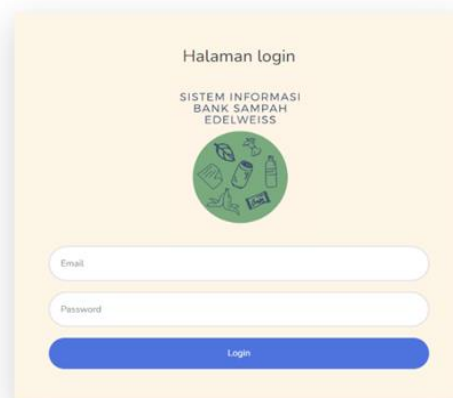 Halaman login
SISTEM INFORMASI
BANK SAMPAH
EDELWEISS
Email
Password
Login